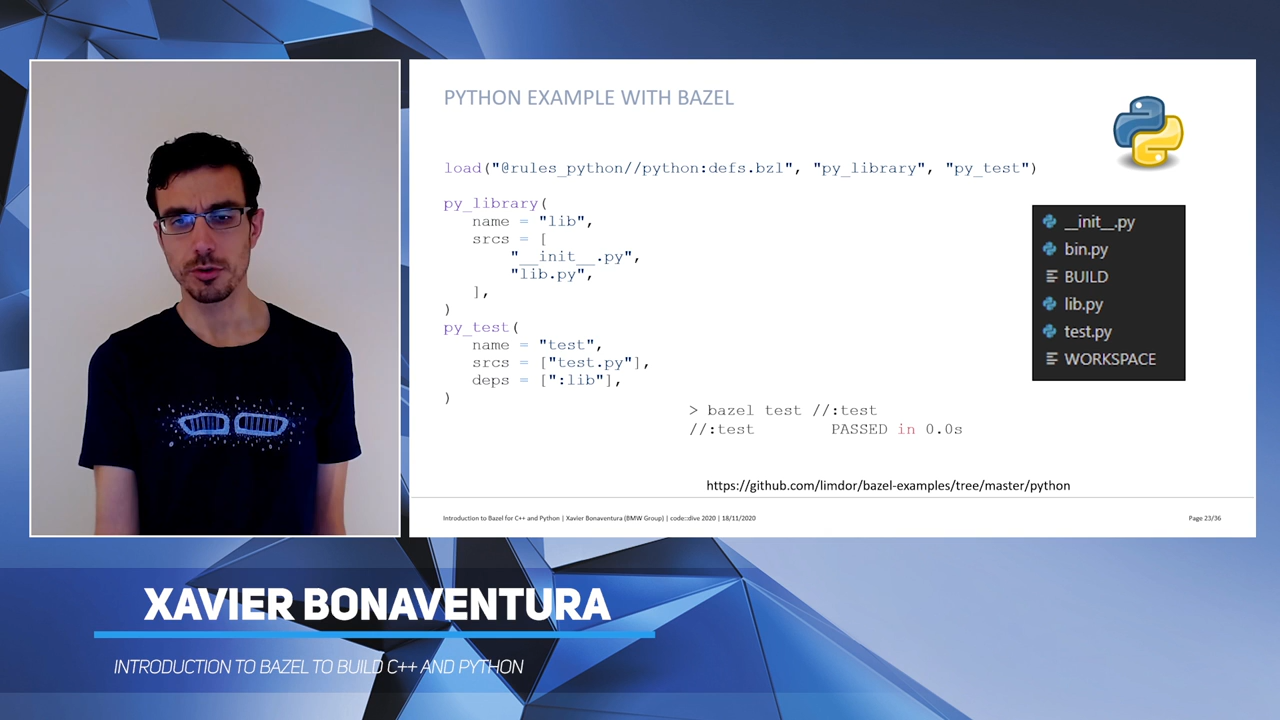 PYTHON EXAMPLE WITH BAZEL
load("@rules_python//python:defs.bzl", "py_library", "py_test")
py_library(
name = "lib",
srcs = [
"__init__.py",
"lib.py",
],
)
py_test(
name = "test",
srcs = ["test.py"],
deps = [":lib"],
)
> bazel test //:test
//:test PASSED in 0.0s
__init__.py
bin.py
BUILD
lib.py
test.py
WORKSPACE
https://github.com/limdor/bazel-examples/tree/master/python
Introduction to Bazel for C++ and Python | Xavier Bonaventura (BMW Group) | code::dive 2020 | 18/11/2020
Page 23/36
XAVIER BONAVENTURA
INTRODUCTION TO BAZEL TO BUILD C++ AND PYTHON